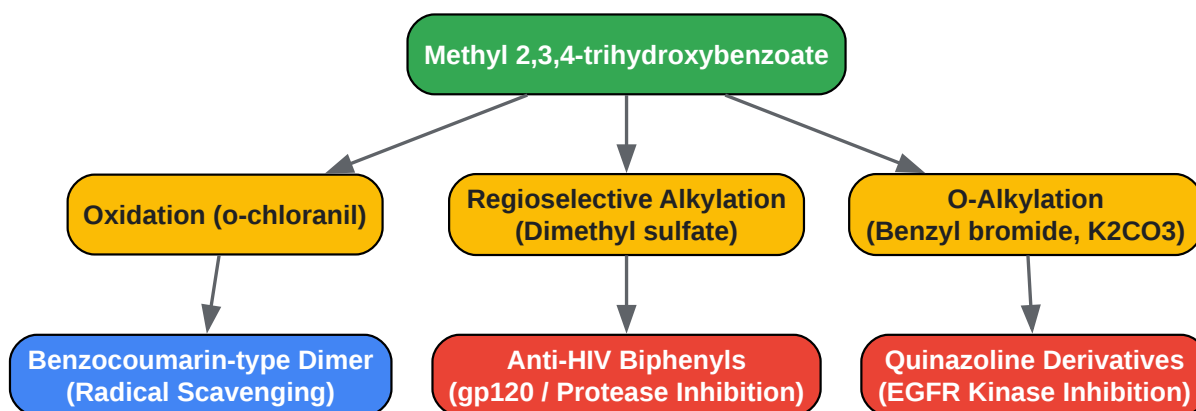 Methyl 2,3,4-trihydroxybenzoate
Oxidation (o-chloranil)
Regioselective Alkylation
(Dimethyl sulfate)
O-Alkylation
(Benzyl bromide, K2CO3)
Benzocoumarin-type Dimer
(Radical Scavenging)
Anti-HIV Biphenyls
(gp120 / Protease Inhibition)
Quinazoline Derivatives
(EGFR Kinase Inhibition)